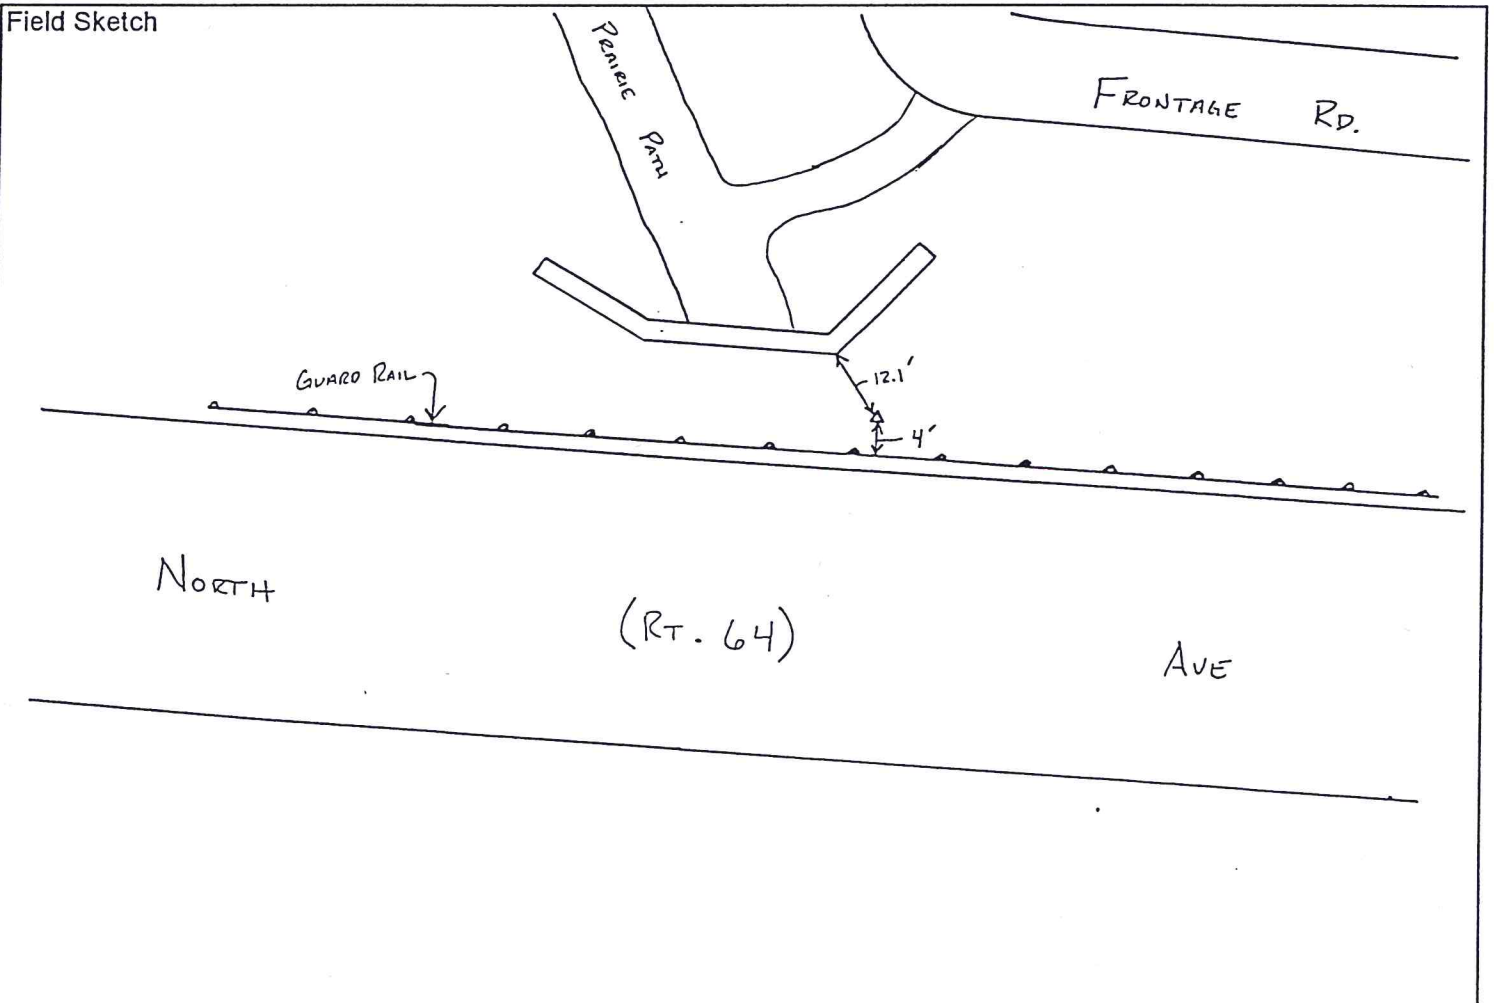 Field Sketch
PRAIRIE PATH
FRONTAGE RD.
GUARD RAIL
12.1'
4'
NORTH (RT. 64) AVE